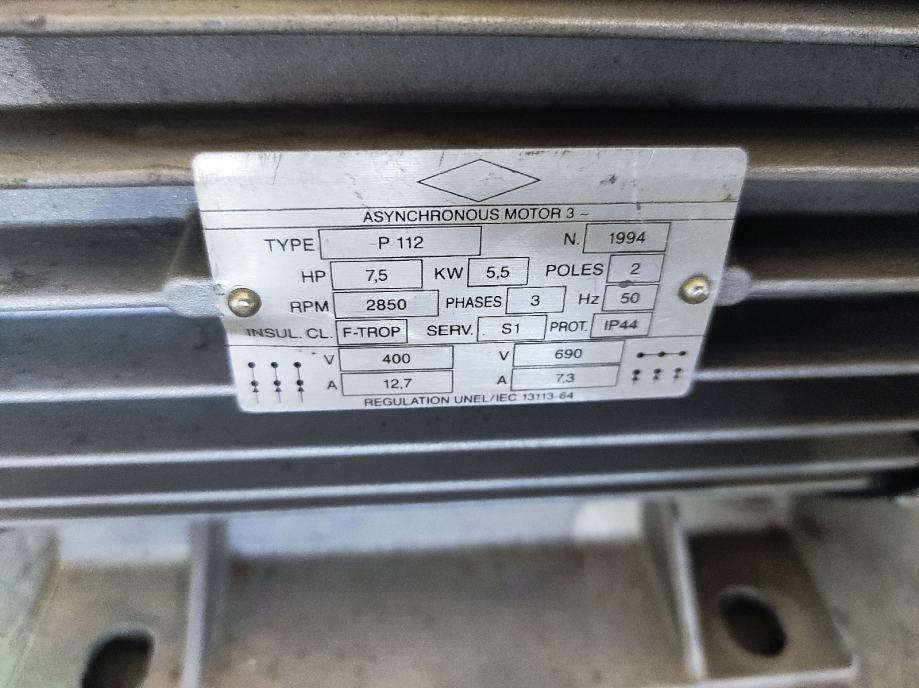 ASYNCHRONOUS MOTOR 3 ~
TYPE P 112 N. 1994
HP 7,5 KW 5,5 POLES 2
RPM 2850 PHASES 3 Hz 50
INSUL. CL. F-TROP SERV. S1 PROT. IP44
V 400 V 690
A 12,7 A 7,3
REGULATION UNEL/IEC 13113-64